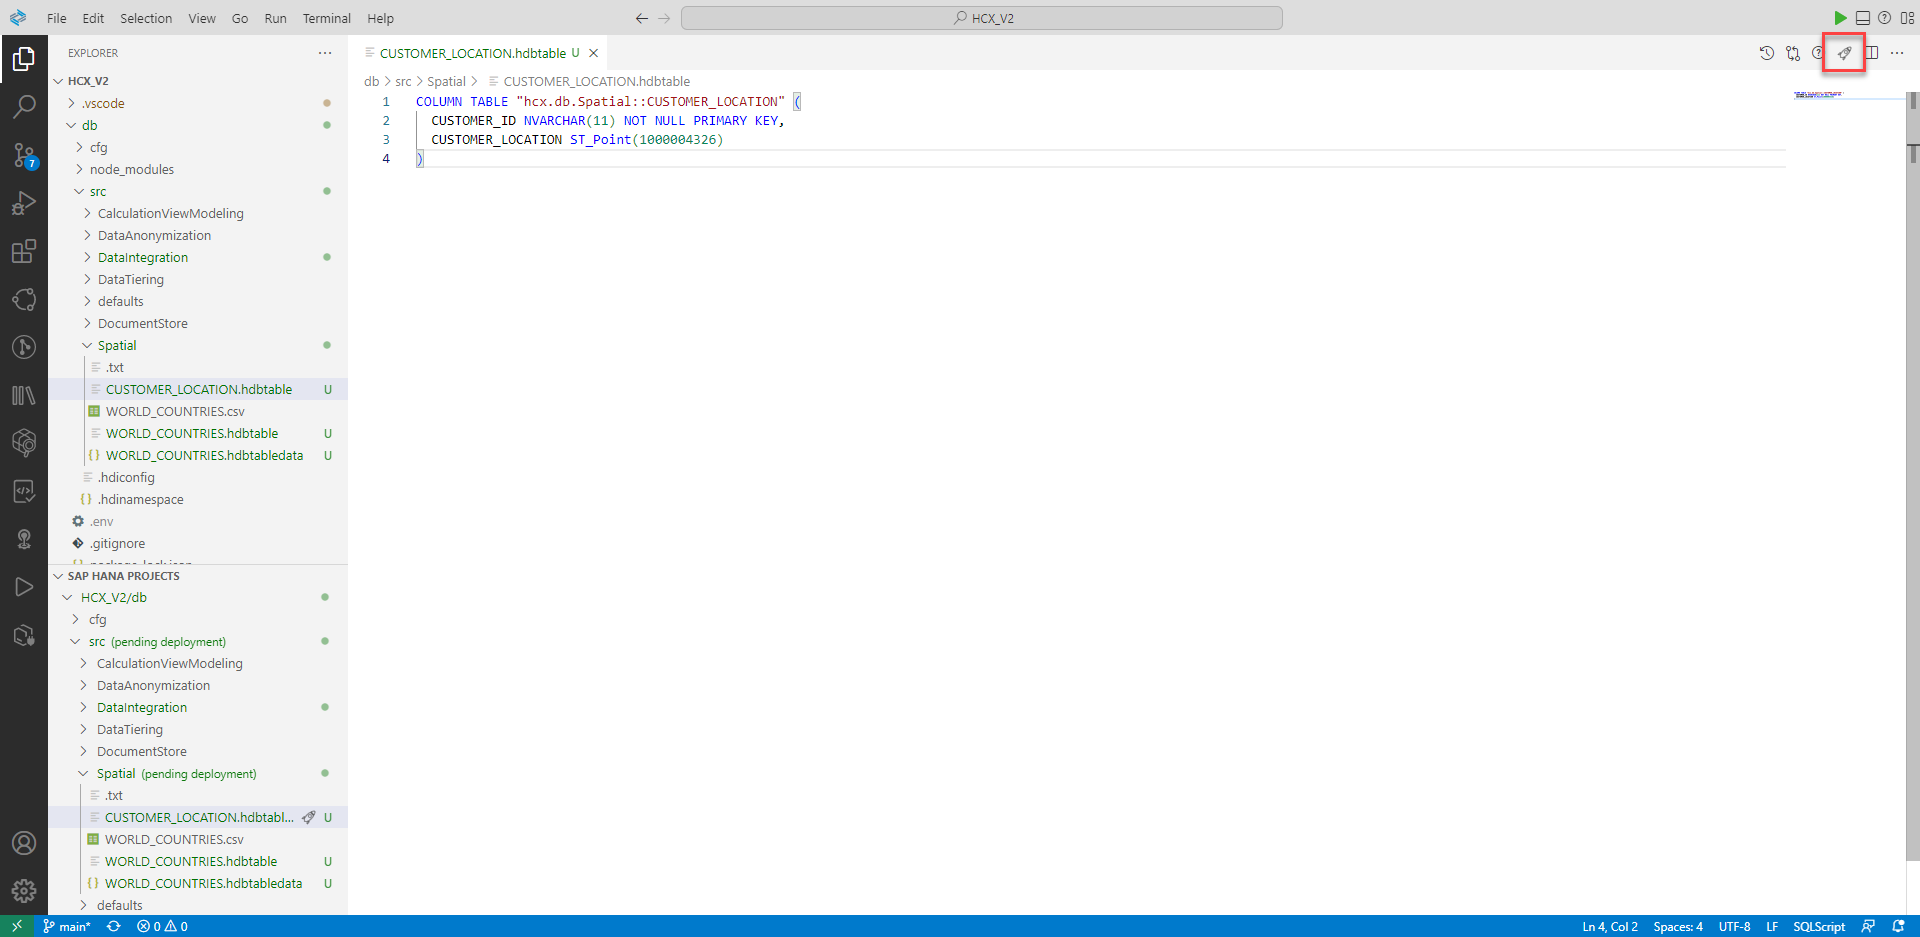 File Edit Selection View Go Run Terminal Help HCX_V2
EXPLORER
HCX_V2
.vscode
db
cfg
node_modules
src
CalculationViewModeling
DataAnonymization
DataIntegration
DataTiering
defaults
DocumentStore
Spatial
.txt
CUSTOMER_LOCATION.hdbtable U
WORLD_COUNTRIES.csv
WORLD_COUNTRIES.hdbtable U
WORLD_COUNTRIES.hdbtabledata U
.hdiconfig
.hdinamespace
.env
.gitignore
7
SAP HANA PROJECTS
HCX_V2/db
cfg
src (pending deployment)
CalculationViewModeling
DataAnonymization
DataIntegration
DataTiering
DocumentStore
Spatial (pending deployment)
.txt
CUSTOMER_LOCATION.hdbtabl... U
WORLD_COUNTRIES.csv
WORLD_COUNTRIES.hdbtable U
WORLD_COUNTRIES.hdbtabledata U
defaults
CUSTOMER_LOCATION.hdbtable U
db > src > Spatial > CUSTOMER_LOCATION.hdbtable
1 COLUMN TABLE "hcx.db.Spatial::CUSTOMER_LOCATION" (
2 CUSTOMER_ID NVARCHAR(11) NOT NULL PRIMARY KEY,
3 CUSTOMER_LOCATION ST_Point(1000004326)
4 )
main* 0 0 Ln 4, Col 2 Spaces: 4 UTF-8 LF SQLScript